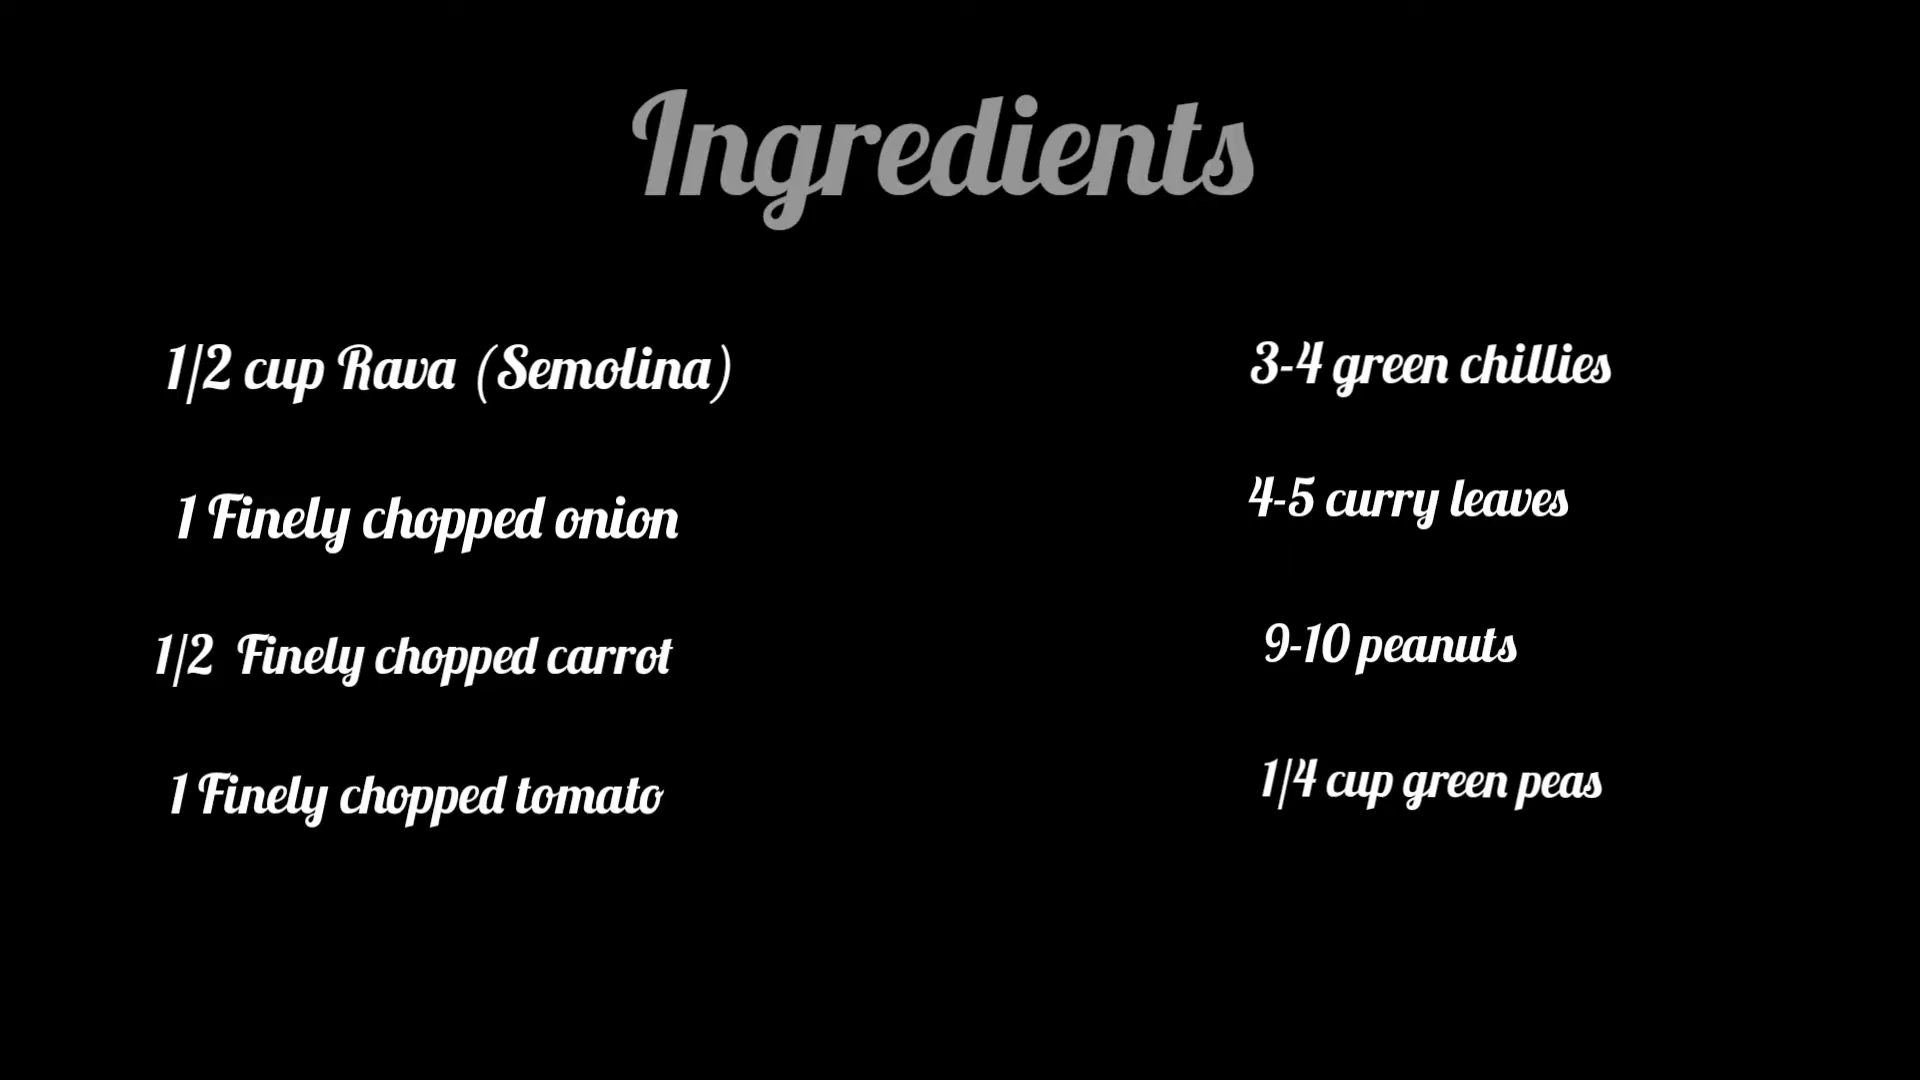 Ingredients
1/2 cup Rava (Semolina)
1 Finely chopped onion
1/2 Finely chopped carrot
1 Finely chopped tomato
3-4 green chillies
4-5 curry leaves
9-10 peanuts
1/4 cup green peas